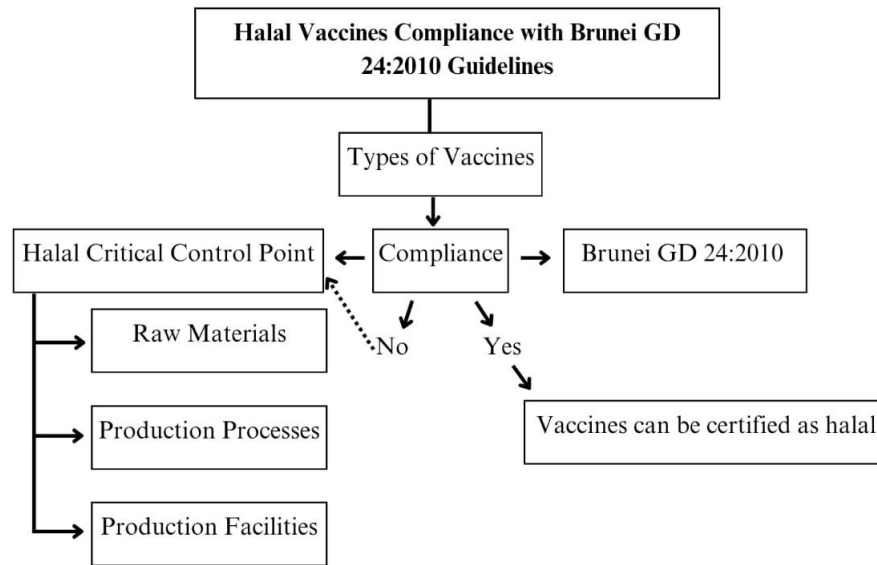 Halal Vaccines Compliance with Brunei GD
24:2010 Guidelines
Types of Vaccines
Halal Critical Control Point
Compliance
Brunei GD 24:2010
Raw Materials
No
Yes
Production Processes
Vaccines can be certified as halal
Production Facilities